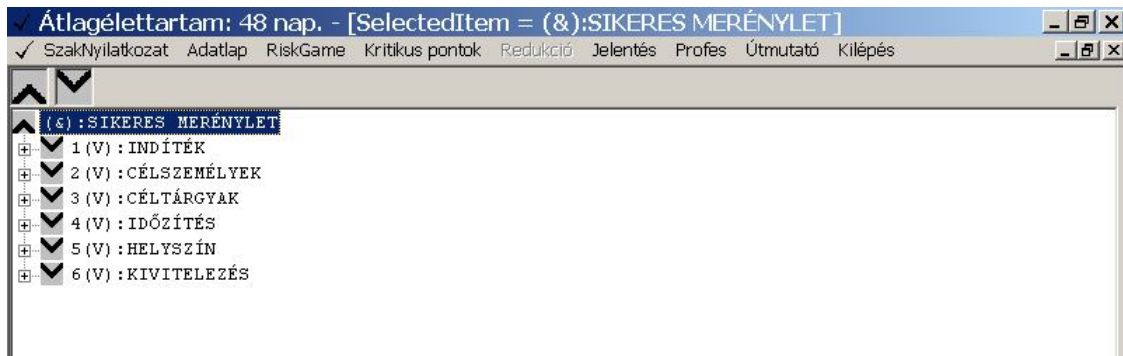 Átlagélettartam: 48 nap. - [SelectedItem = (&):SIKERES MERÉNYLET]
SzakNyilatkozat Adatlap RiskGame Kritikus pontok Redukció Jelentés Profes Útmutató Kilépés
(&):SIKERES MERÉNYLET
1(V):INDÍTÉK
2(V):CÉLSZEMÉLYEK
3(V):CÉLTÁRGYAK
4(V):IDŐZÍTÉS
5(V):HELYSZÍN
6(V):KIVITELEZÉS